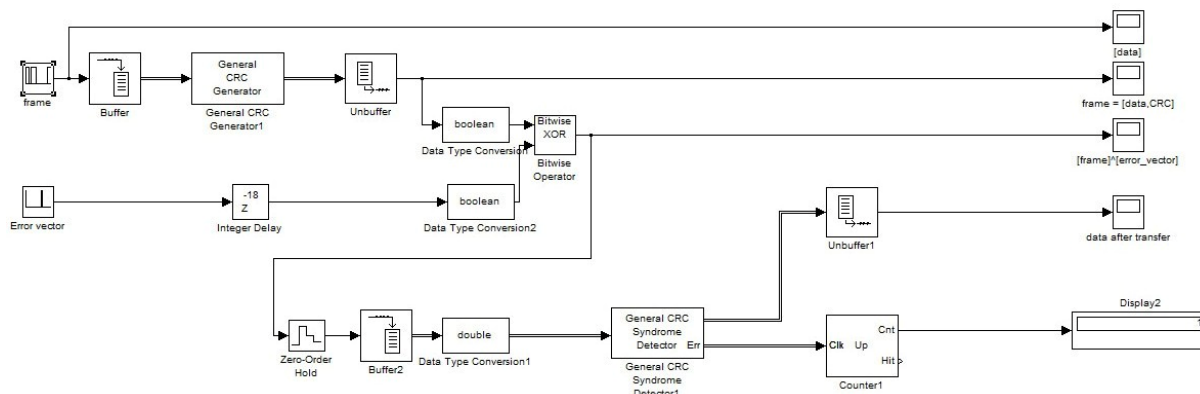 [data]
frame
Buffer
General
CRC
Generator
General CRC
Generator1
Unbuffer
frame = [data,CRC]
boolean
Data Type Conversion
Bitwise
XOR
Bitwise
Operator
[frame]^[error_vector]
Error vector
-18
Z
Integer Delay
boolean
Data Type Conversion2
Unbuffer1
data after transfer
Zero-Order
Hold
Buffer2
double
Data Type Conversion1
General CRC
Syndrome
Detector Err
General CRC
Syndrome
Detector1
Clk Up
Cnt
Hit
Counter1
Display2